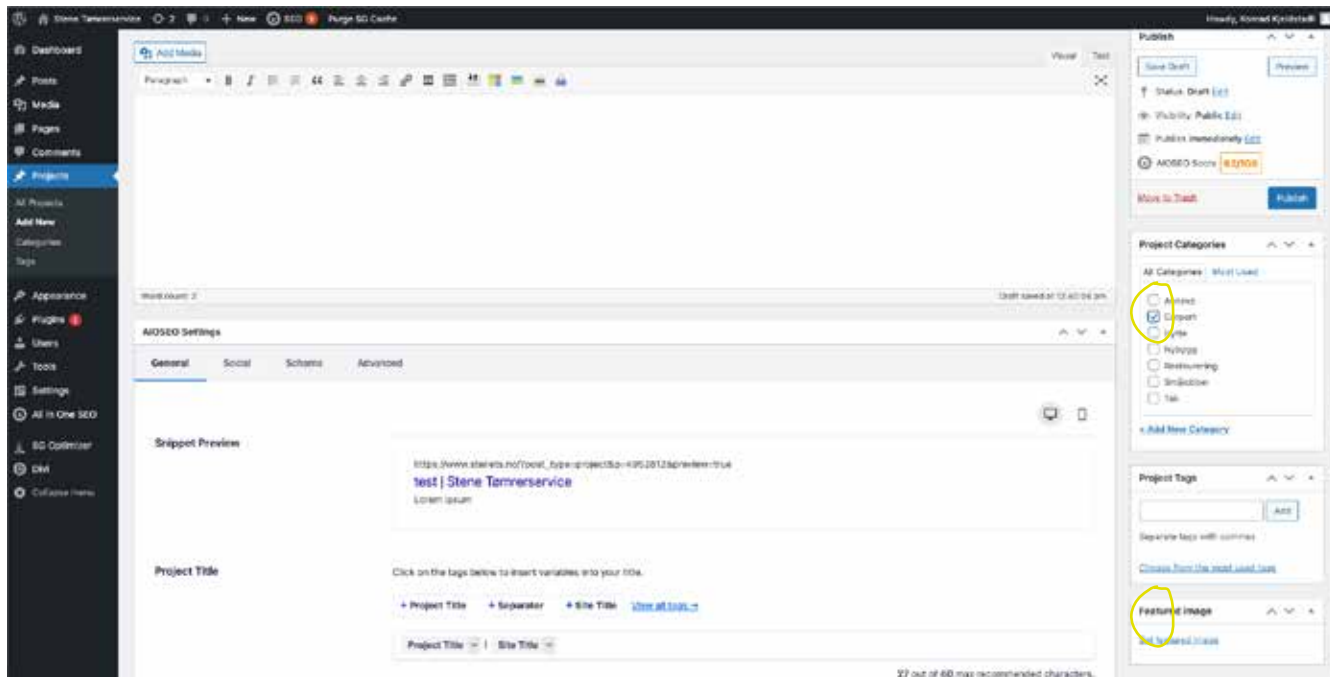 Stene Tømrerservice 2 0 + New SEO Purge SG Cache Howdy, Konrad
Dashboard
Posts
Media
Pages
Comments
Projects
All Projects
Add New
Categories
Tags
Appearance
Plugins
Users
Tools
Settings
All in One SEO
SG Optimizer
Divi
Collapse menu
Add Media
Visual Text
Paragraph B I
Word count: 2
Draft saved at
AIOSEO Settings
General Social Schema Advanced
Snippet Preview
test | Stene Tømrerservice
Lorem ipsum
Project Title
Click on the tags below to insert variables into your title.
+ Project Title + Separator + Site Title View all tags →
Project Title | Site Title
27 out of 60 max recommended characters.
Publish
Save Draft Preview
Status: Draft Edit
Visibility: Public Edit
Publish immediately Edit
AIOSEO Score
Move to Trash Publish
Project Categories
All Categories Most Used
Carport
Hytte
Nybygg
Restaurering
Tak
+ Add New Category
Project Tags
Add
Separate tags with commas
Choose from the most used tags
Featured image
Set featured image